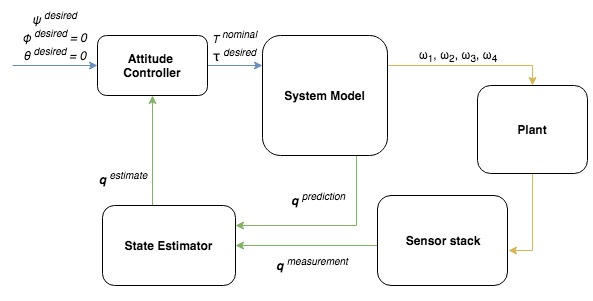 ψ desired
ϕ desired = 0
θ desired = 0
Attitude
Controller
T nominal
τ desired
System Model
ω1, ω2, ω3, ω4
Plant
q estimate
q prediction
State Estimator
q measurement
Sensor stack